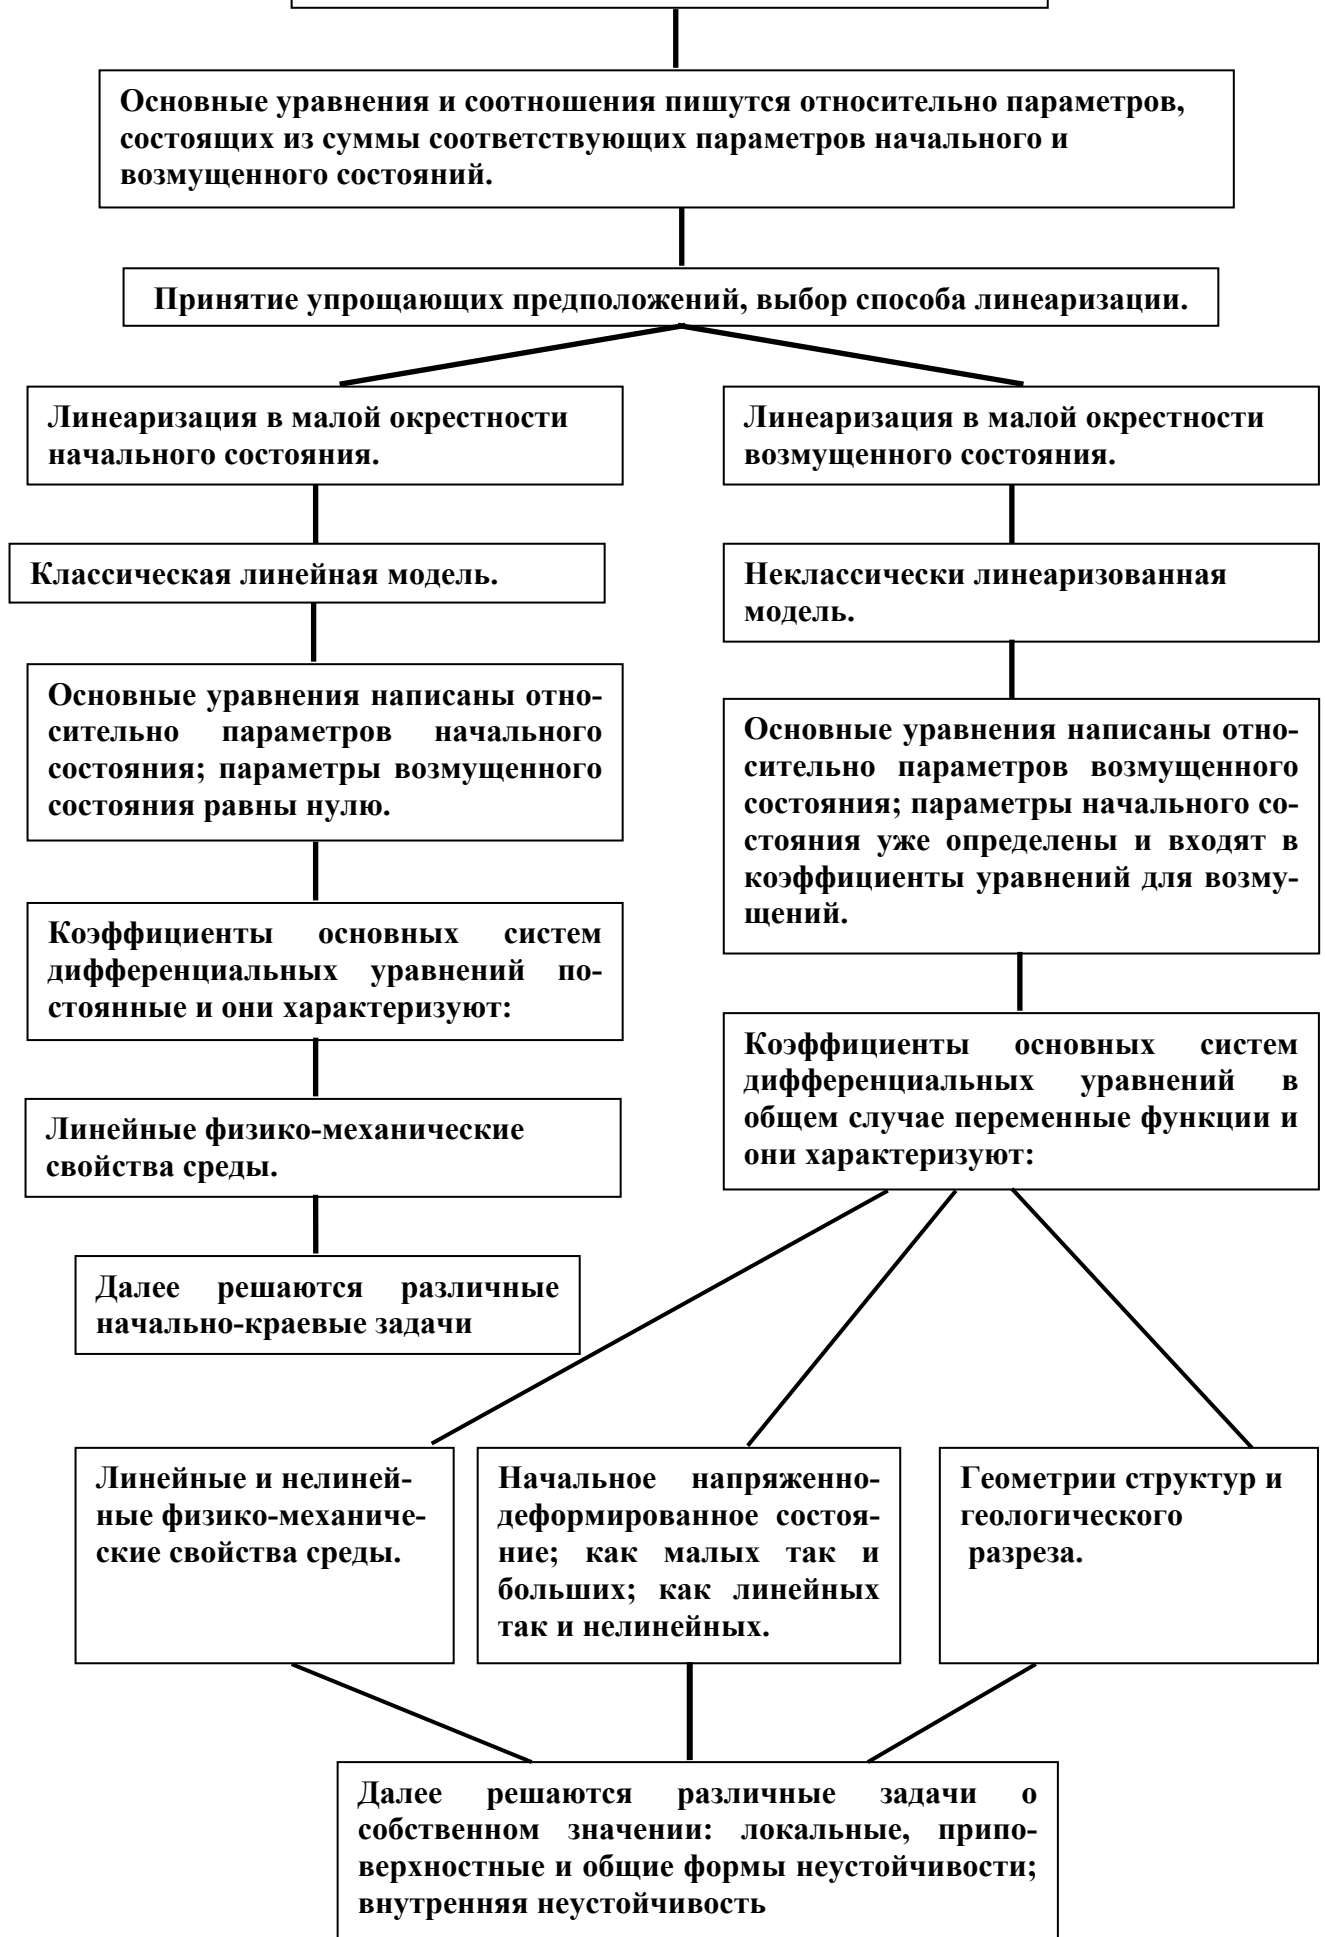 Основные уравнения и соотношения пишутся относительно параметров,
состоящих из суммы соответствующих параметров начального и
возмущенного состояний.
Принятие упрощающих предположений, выбор способа линеаризации.
Линеаризация в малой окрестности
начального состояния.
Линеаризация в малой окрестности
возмущенного состояния.
Классическая линейная модель.
Неклассически линеаризованная
модель.
Основные уравнения написаны отно-
сительно параметров начального
состояния; параметры возмущенного
состояния равны нулю.
Основные уравнения написаны отно-
сительно параметров возмущенного
состояния; параметры начального со-
стояния уже определены и входят в
коэффициенты уравнений для возму-
щений.
Коэффициенты основных систем
дифференциальных уравнений по-
стоянные и они характеризуют:
Коэффициенты основных систем
дифференциальных уравнений в
общем случае переменные функции и
они характеризуют:
Линейные физико-механические
свойства среды.
Далее решаются различные
начально-краевые задачи
Линейные и нелиней-
ные физико-механиче-
ские свойства среды.
Начальное напряженно-
деформированное состоя-
ние; как малых так и
больших; как линейных
так и нелинейных.
Геометрии структур и
геологического
разреза.
Далее решаются различные задачи о
собственном значении: локальные, припо-
верхностные и общие формы неустойчивости;
внутренняя неустойчивость